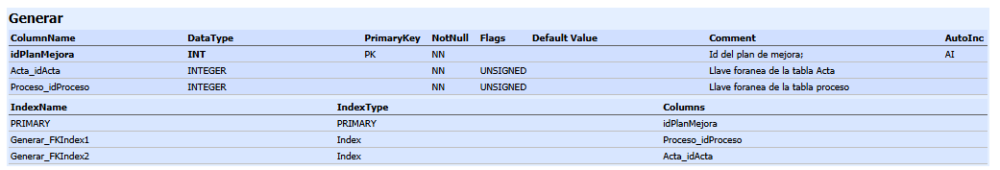 Generar
ColumnName DataType PrimaryKey NotNull Flags Default Value Comment AutoInc
idPlanMejora INT PK NN Id del plan de mejora; AI
Acta_idActa INTEGER NN UNSIGNED Llave foranea de la tabla Acta
Proceso_idProceso INTEGER NN UNSIGNED Llave foranea de la tabla proceso
IndexName IndexType Columns
PRIMARY PRIMARY idPlanMejora
Generar_FKIndex1 Index Proceso_idProceso
Generar_FKIndex2 Index Acta_idActa